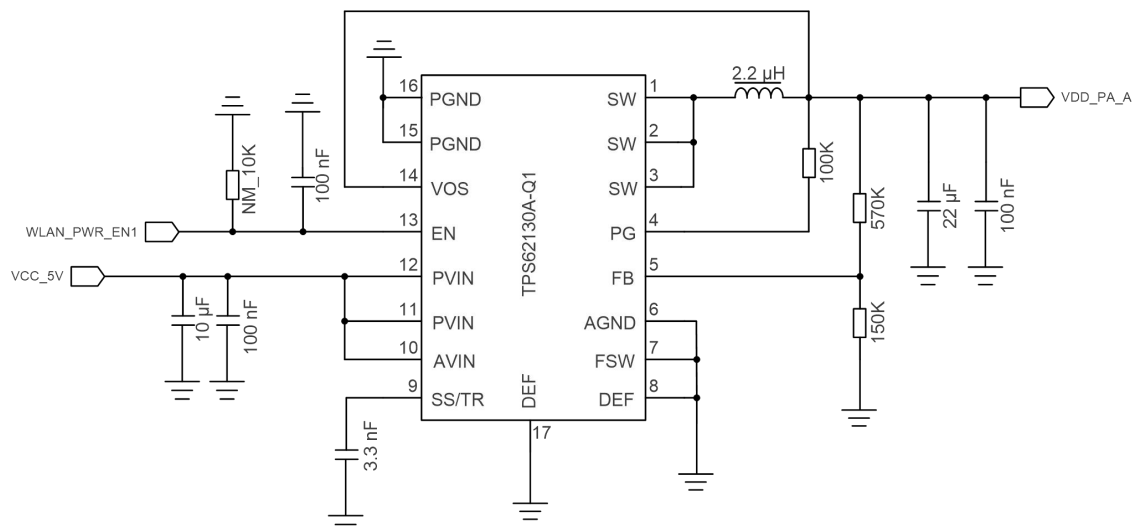 2.2 µH
VDD_PA_A
16
PGND
SW
1
15
PGND
SW
2
14
VOS
SW
3
13
EN
PG
4
12
PVIN
FB
5
11
PVIN
AGND
6
10
AVIN
FSW
7
9
SS/TR
DEF
8
DEF
17
TPS62130A-Q1
NM_10K
100 nF
WLAN_PWR_EN1
VCC_5V
10 µF
100 nF
3.3 nF
100K
570K
150K
22 µF
100 nF